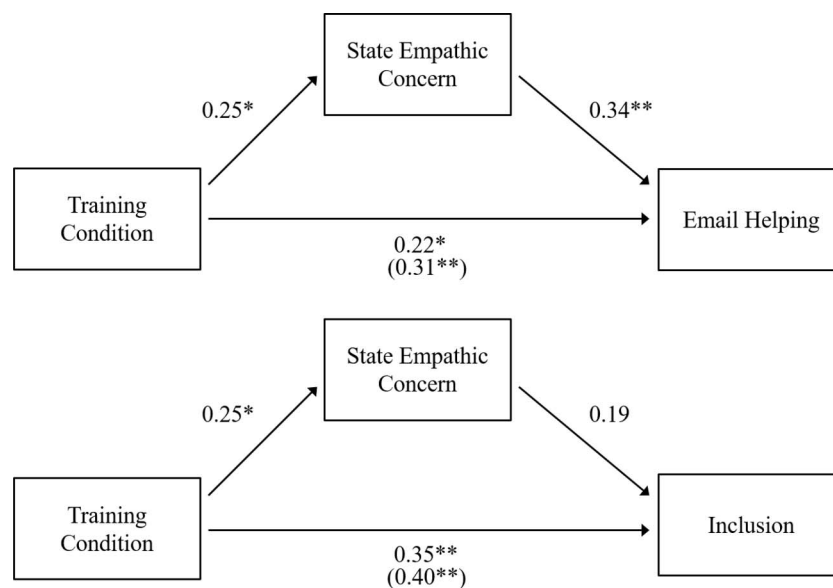 State Empathic
Concern
0.25*
0.34**
Training
Condition
Email Helping
0.22*
(0.31**)
State Empathic
Concern
0.25*
0.19
Training
Condition
Inclusion
0.35**
(0.40**)